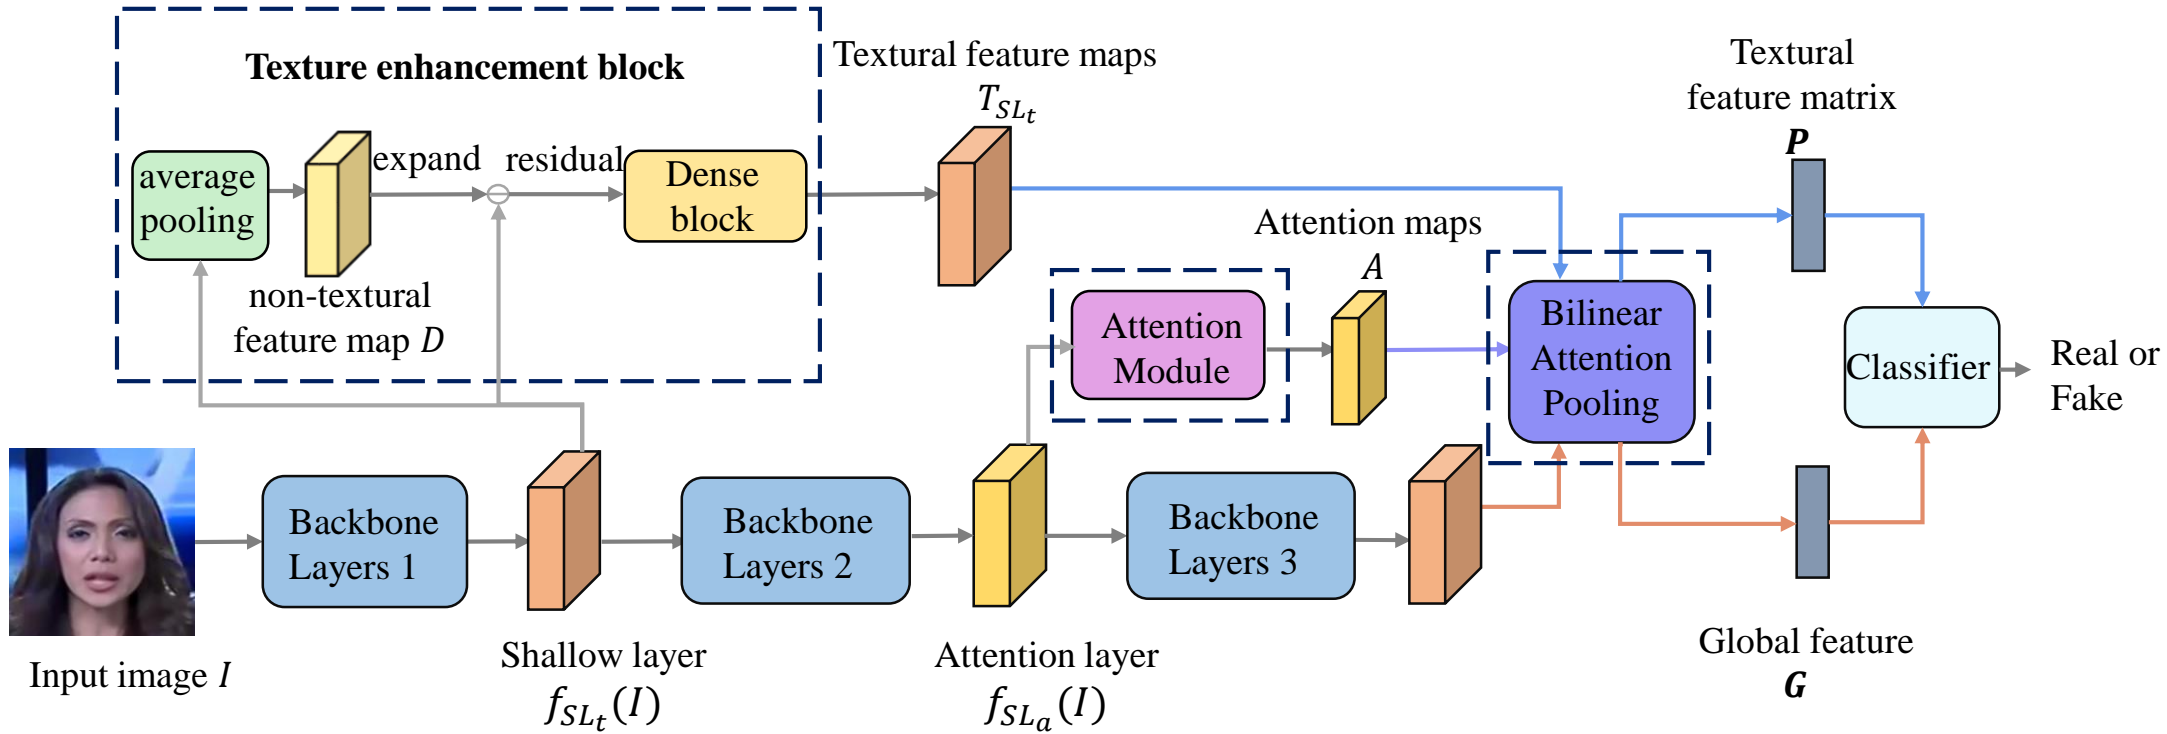 Texture enhancement block
average
pooling
expand
residual
Dense
block
non-textural
feature map D
Textural feature maps
T_{SL_t}
Attention maps
A
Attention
Module
Bilinear
Attention
Pooling
Textural
feature matrix
P
Classifier
Real or
Fake
Backbone
Layers 1
Backbone
Layers 2
Backbone
Layers 3
Input image I
Shallow layer
f_{SL_t}(I)
Attention layer
f_{SL_a}(I)
Global feature
G